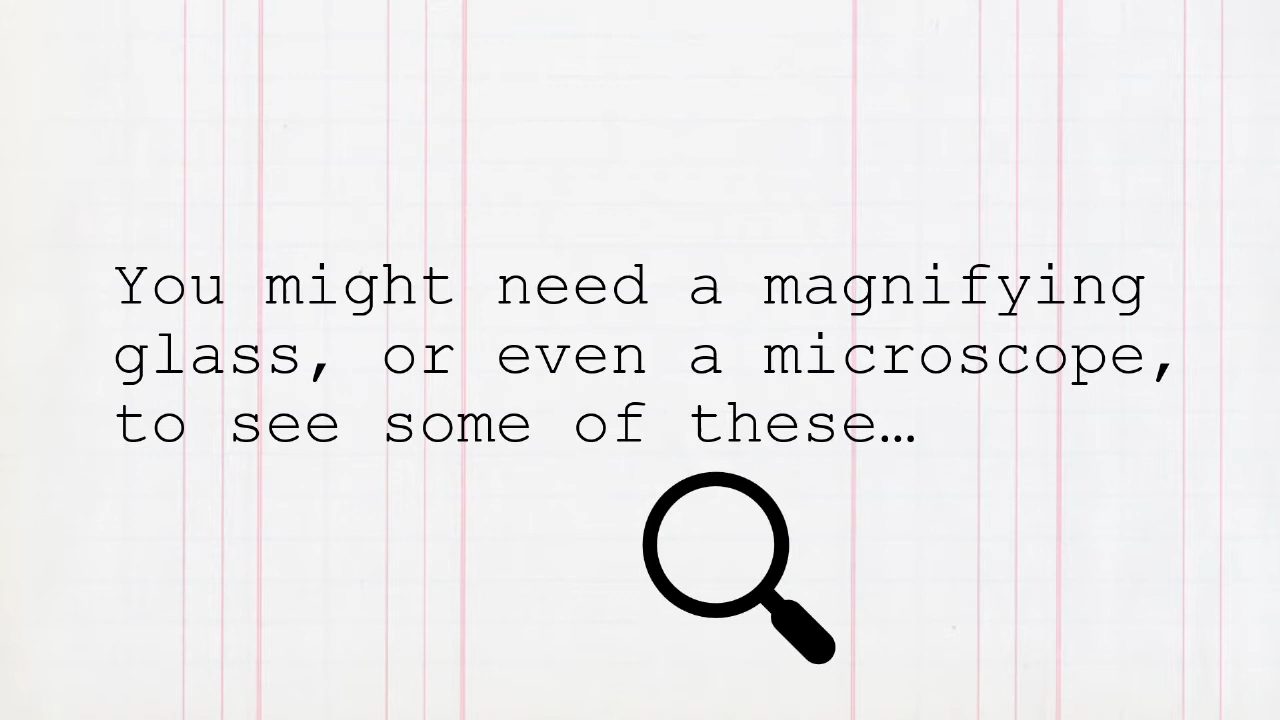 You might need a magnifying
glass, or even a microscope,
to see some of these…